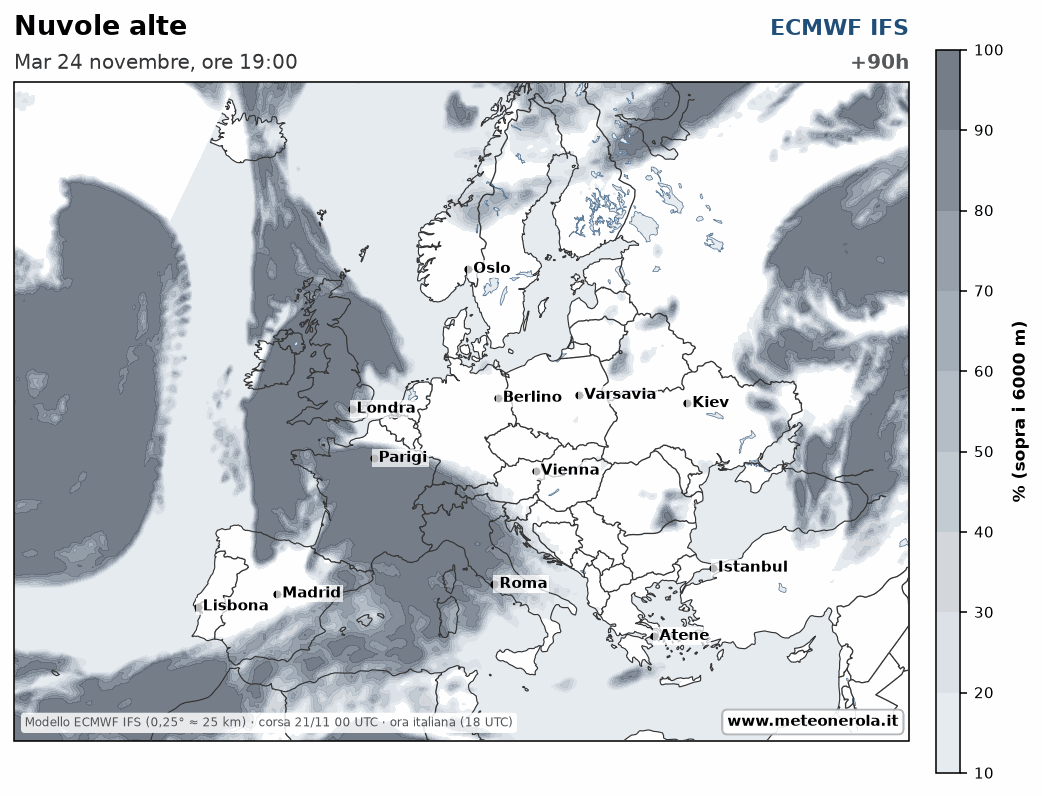 Nuvole alte
ECMWF IFS
Mar 24 novembre, ore 19:00
+90h
100
90
80
70
60
50
40
30
20
10
% (sopra i 6000 m)
Oslo
Londra
Berlino
Varsavia
Kiev
Parigi
Vienna
Istanbul
Roma
Madrid
Lisbona
Atene
Modello ECMWF IFS (0,25° ≈ 25 km) · corsa 21/11 00 UTC · ora italiana (18 UTC)
www.meteonerola.it